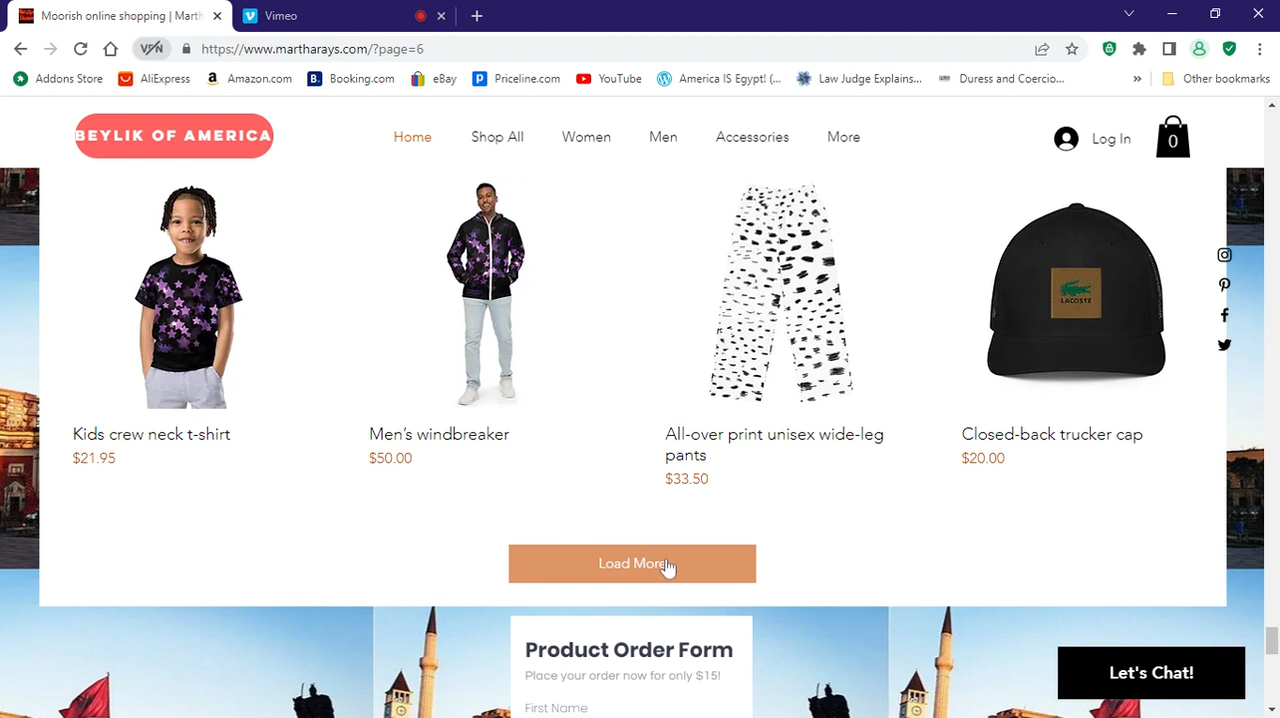 Moorish online shopping | Marth
Vimeo
VPN
https://www.martharays.com/?page=6
Addons Store
AliExpress
Amazon.com
Booking.com
eBay
Priceline.com
YouTube
America IS Egypt! (...
Law Judge Explains...
Duress and Coercio...
Other bookmarks
BEYLIK OF AMERICA
Home
Shop All
Women
Men
Accessories
More
Log In
0
LACOSTE
Kids crew neck t-shirt
$21.95
Men’s windbreaker
$50.00
All-over print unisex wide-leg
pants
$33.50
Closed-back trucker cap
$20.00
Load More
Product Order Form
Place your order now for only $15!
First Name
Let's Chat!